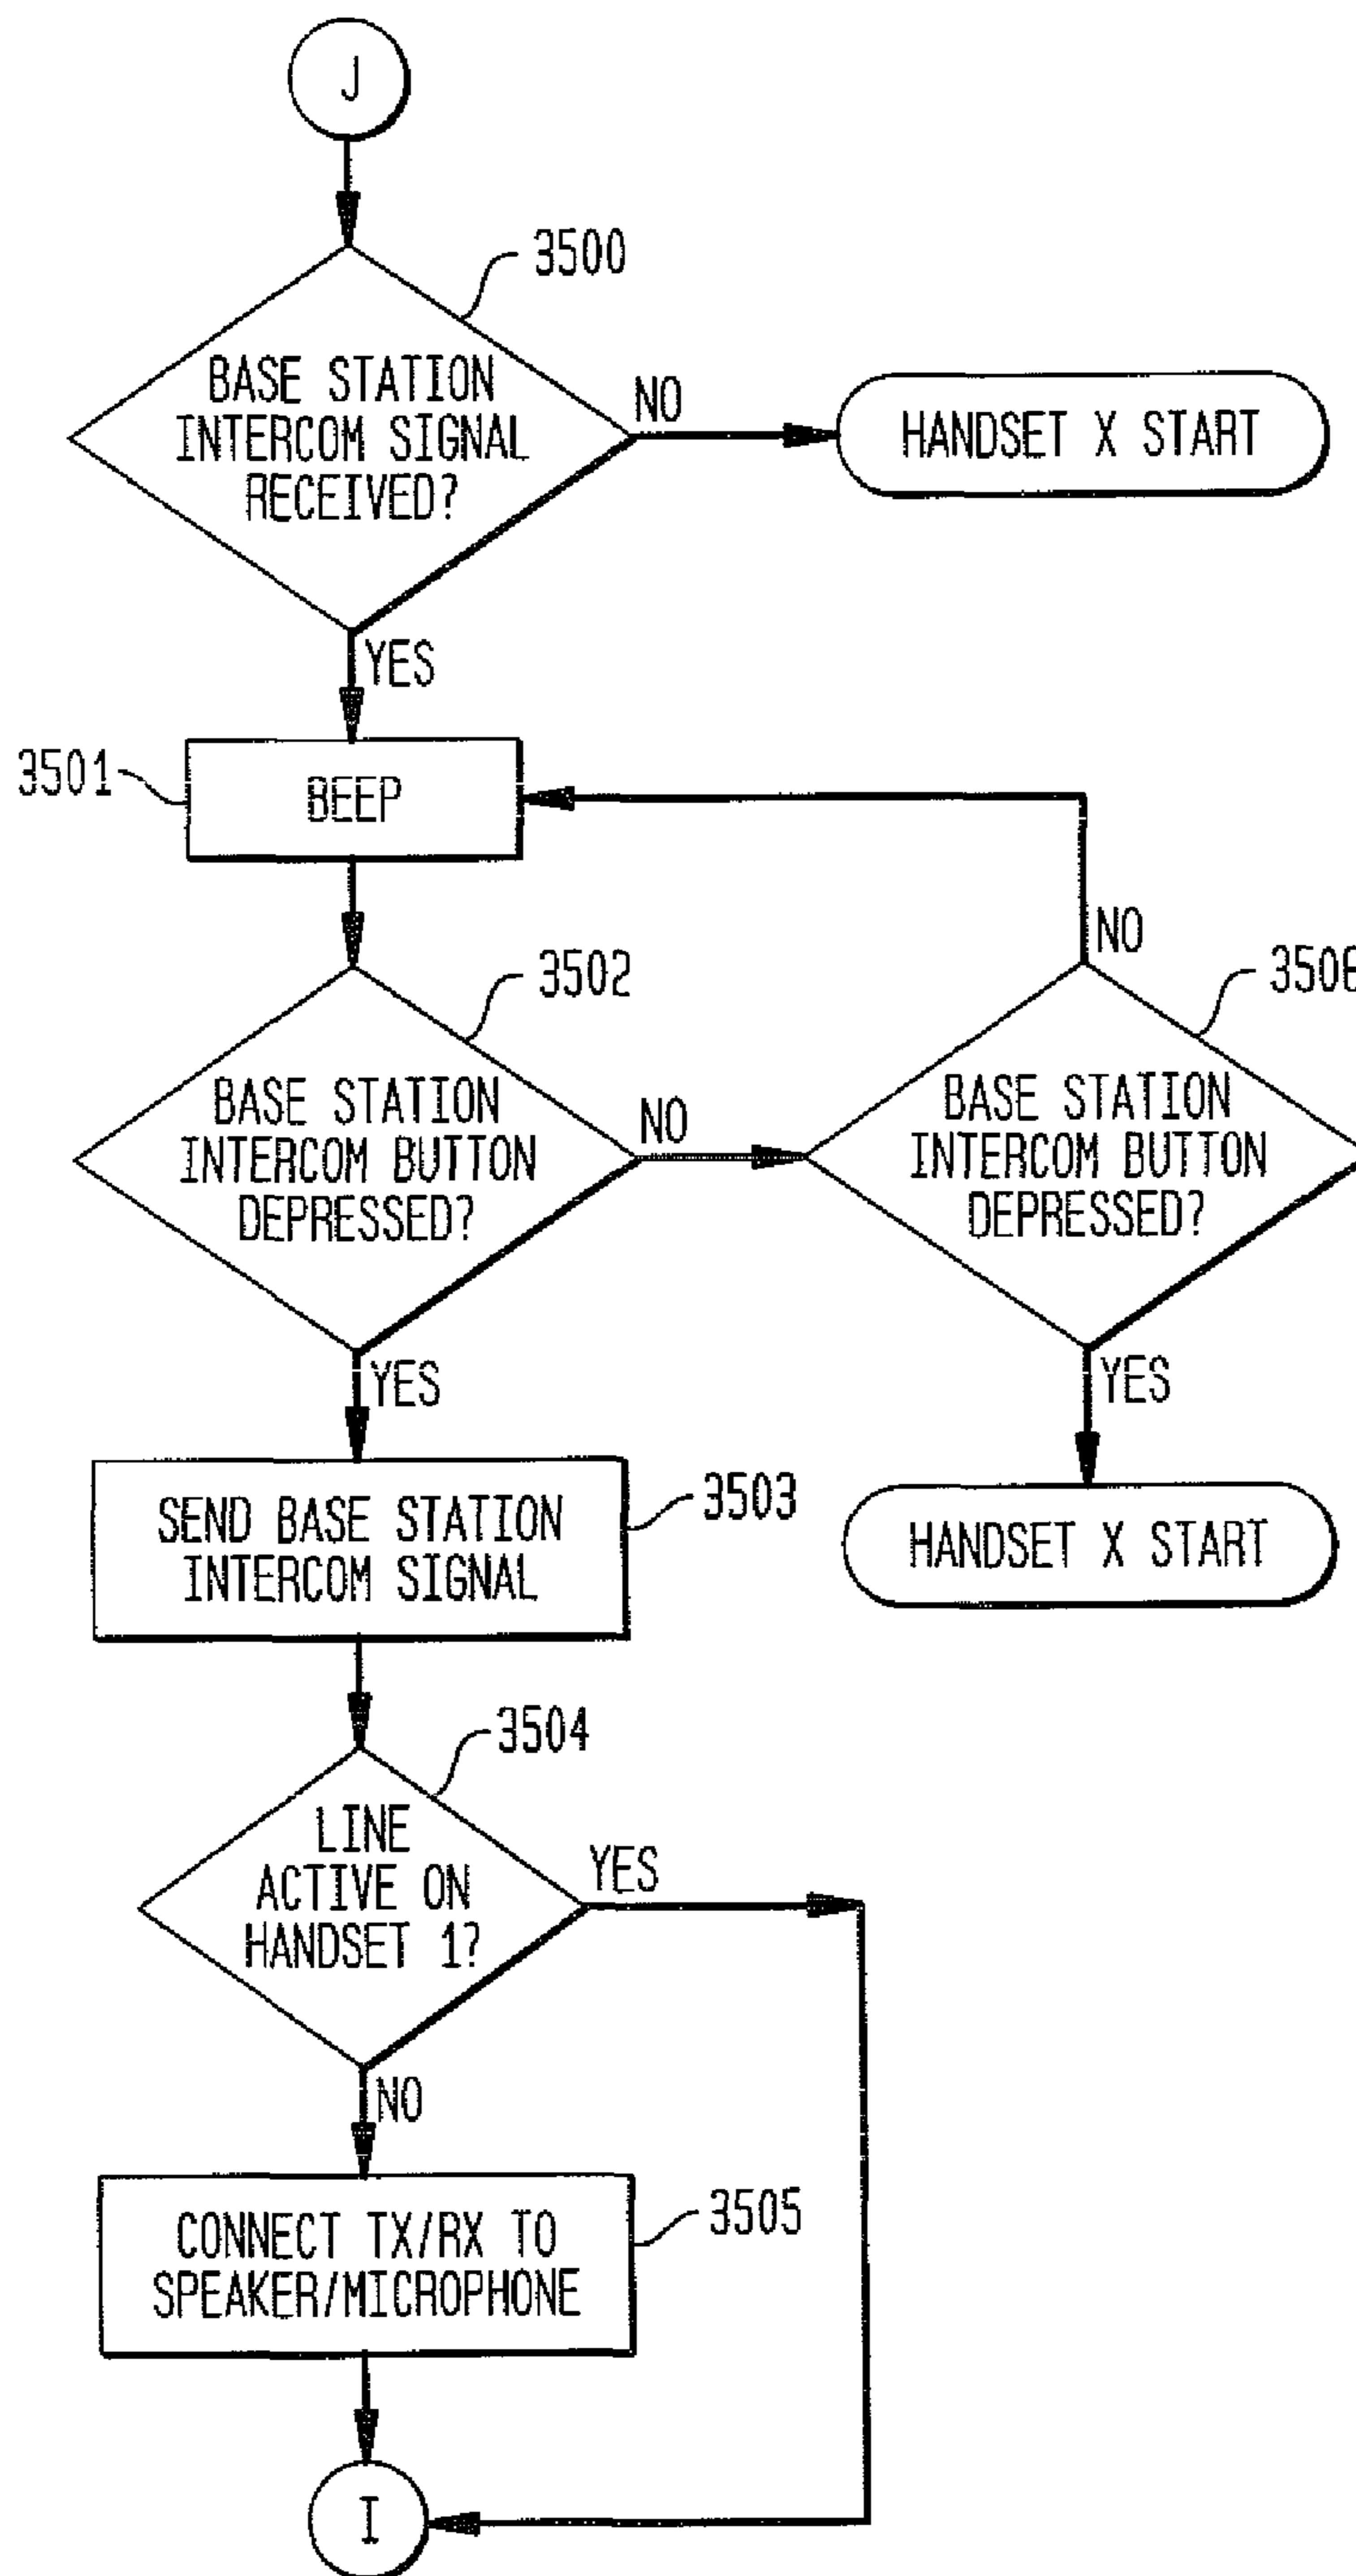 J
3500
BASE STATION
INTERCOM SIGNAL
RECEIVED?
NO
HANDSET X START
YES
3501
BEEP
NO
3502
BASE STATION
INTERCOM BUTTON
DEPRESSED?
NO
BASE STATION
INTERCOM BUTTON
DEPRESSED?
YES
YES
SEND BASE STATION
INTERCOM SIGNAL
3503
HANDSET X START
3504
LINE
ACTIVE ON
HANDSET 1?
YES
NO
CONNECT TX/RX TO
SPEAKER/MICROPHONE
3505
I